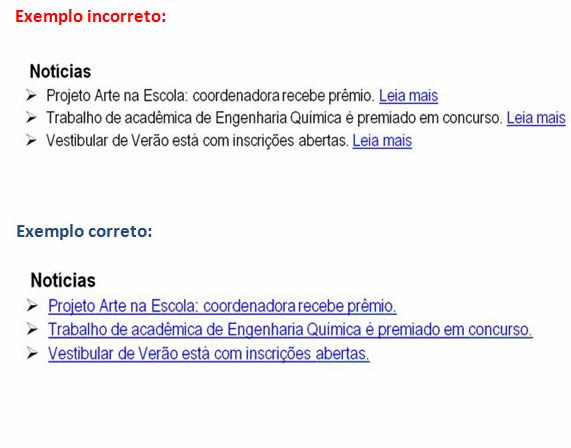 Exemplo incorreto:
Notícias
Projeto Arte na Escola: coordenadora recebe prêmio. Leia mais
Trabalho de acadêmica de Engenharia Química é premiado em concurso. Leia mais
Vestibular de Verão está com inscrições abertas. Leia mais
Exemplo correto:
Notícias
Projeto Arte na Escola: coordenadora recebe prêmio.
Trabalho de acadêmica de Engenharia Química é premiado em concurso.
Vestibular de Verão está com inscrições abertas.